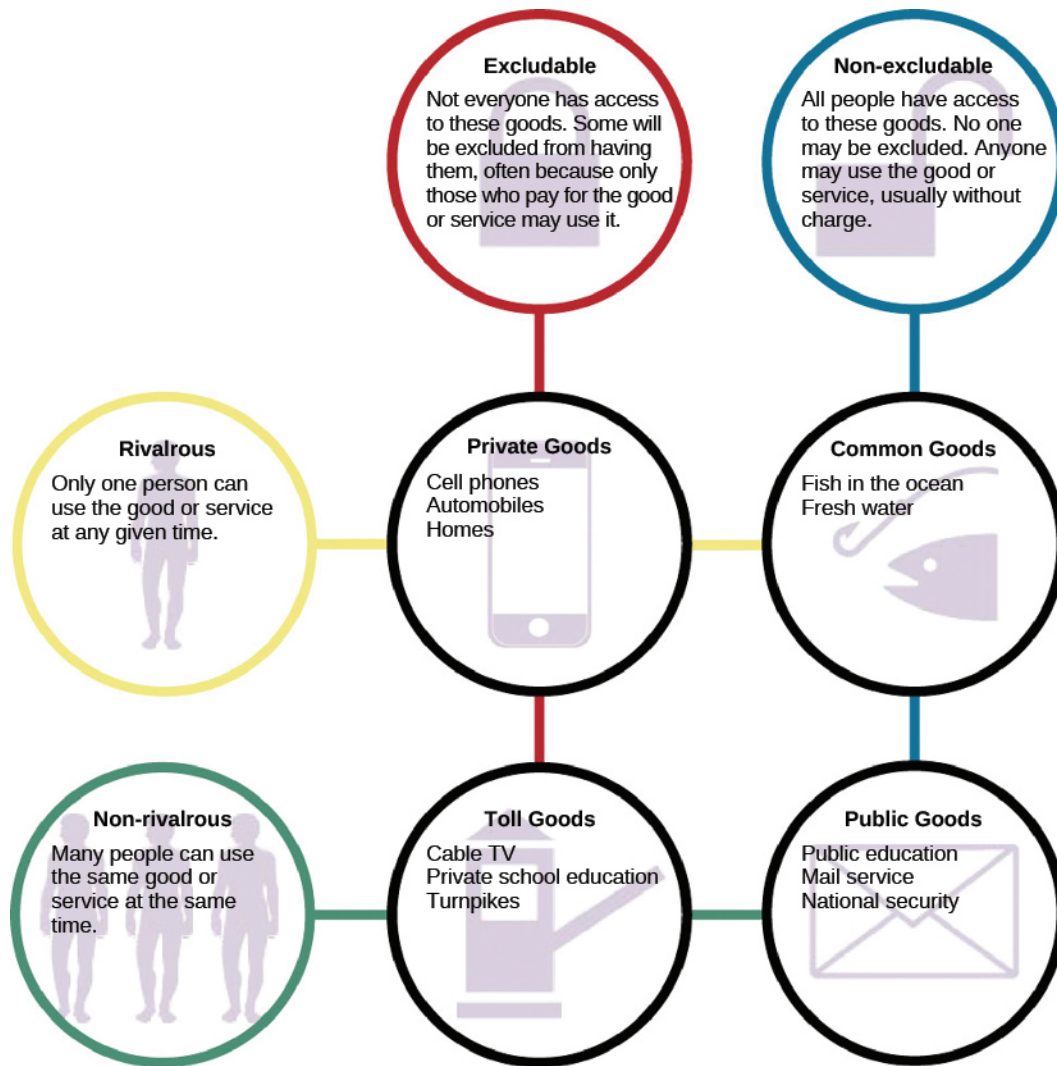 Excludable
Not everyone has access
to these goods. Some will
be excluded from having
them, often because only
those who pay for the good
or service may use it.
Non-excludable
All people have access
to these goods. No one
may be excluded. Anyone
may use the good or
service, usually without
charge.
Rivalrous
Only one person can
use the good or service
at any given time.
Private Goods
Cell phones
Automobiles
Homes
Common Goods
Fish in the ocean
Fresh water
Non-rivalrous
Many people can use
the same good or
service at the same
time.
Toll Goods
Cable TV
Private school education
Turnpikes
Public Goods
Public education
Mail service
National security